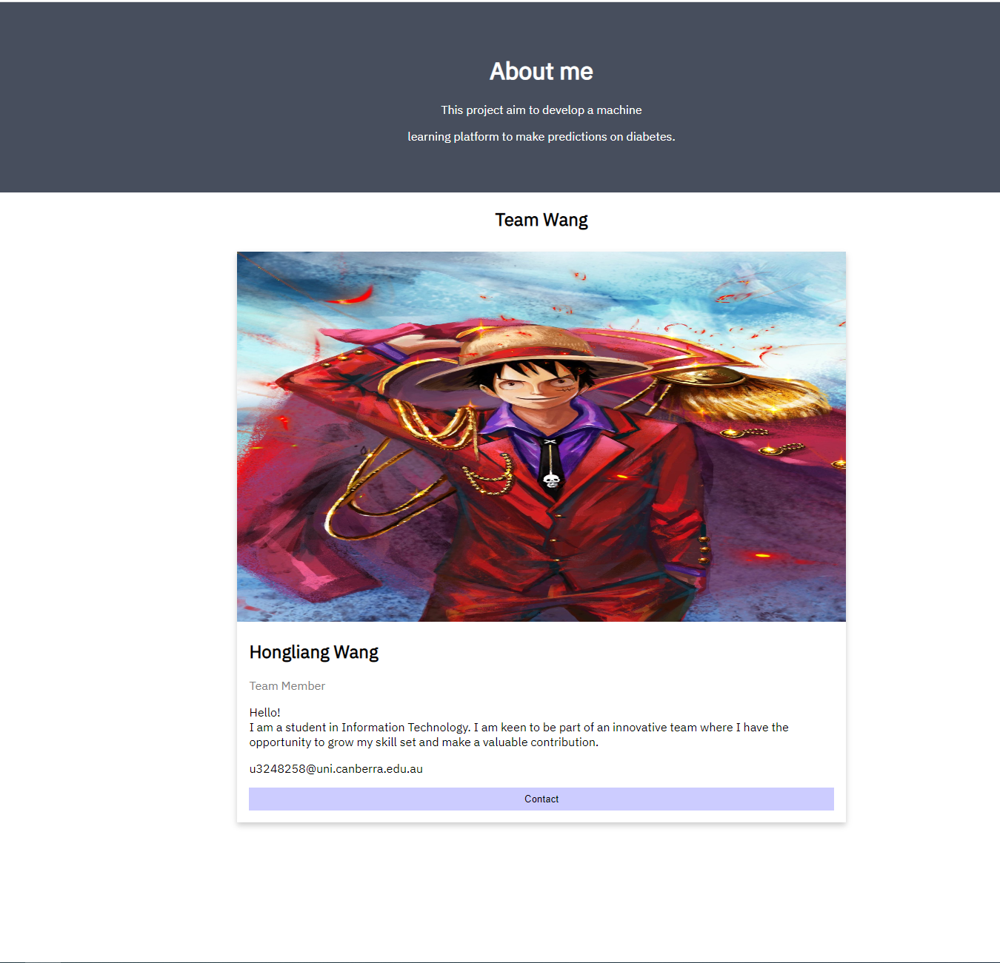 About me
This project aim to develop a machine
learning platform to make predictions on diabetes.
Team Wang
Hongliang Wang
Team Member
Hello!
I am a student in Information Technology. I am keen to be part of an innovative team where I have the
opportunity to grow my skill set and make a valuable contribution.
u3248258@uni.canberra.edu.au
Contact